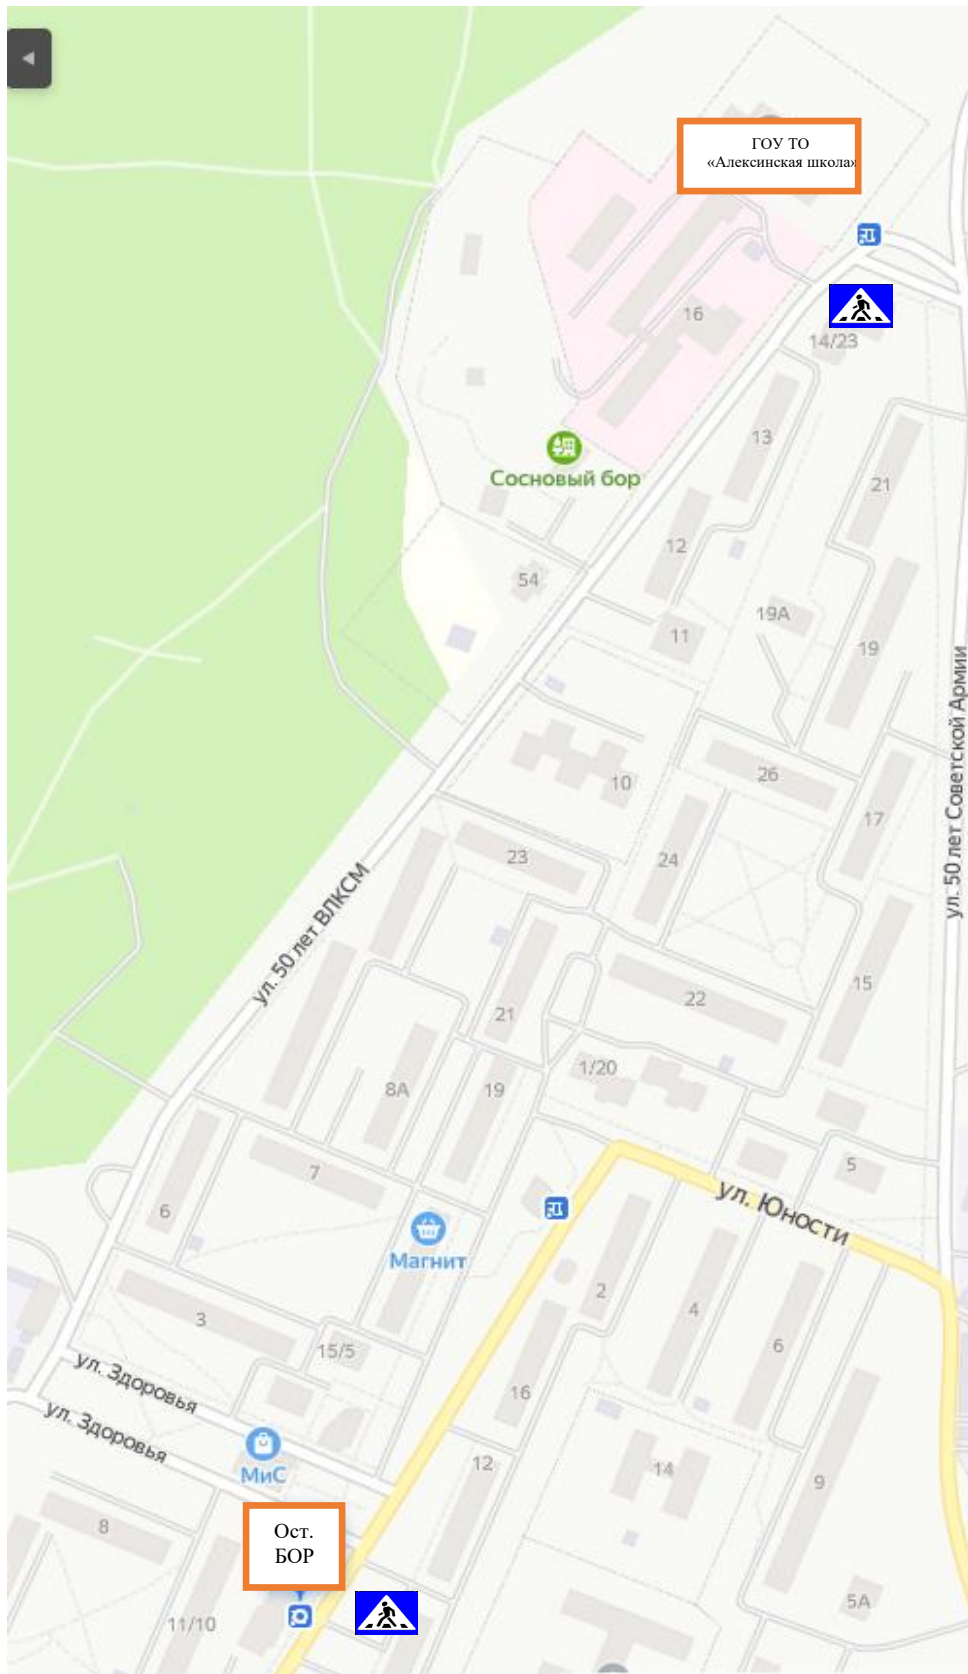 ГОУ ТО
«Алексинская школа»
16
14/23
13
Сосновый бор
21
12
54
19А
11
19
ул. 50 лет Советской Армии
26
10
17
23
24
ул. 50 лет ВЛКСМ
15
22
21
1/20
8А
19
7
5
6
ул. Юности
Магнит
2
4
3
6
15/5
ул. Здоровья
16
ул. Здоровья
12
14
МиС
9
8
Ост.
БОР
5А
11/10